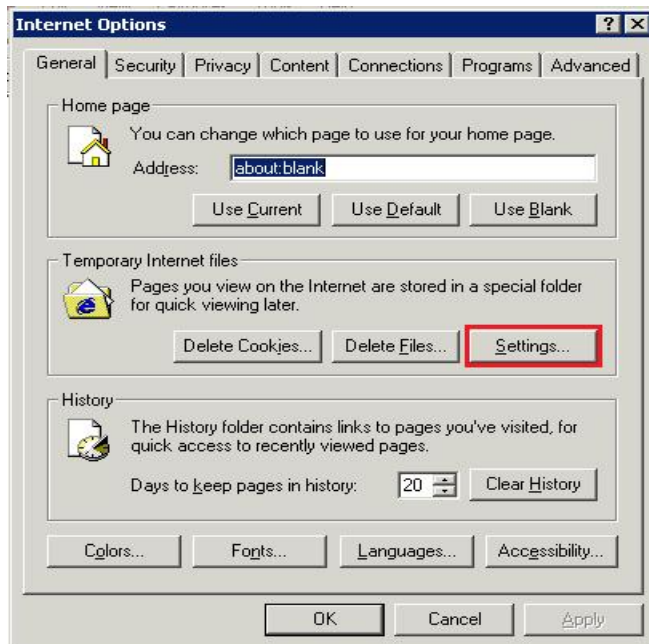 Internet Options
General Security Privacy Content Connections Programs Advanced
Home page
You can change which page to use for your home page.
Address: about:blank
Use Current Use Default Use Blank
Temporary Internet files
Pages you view on the Internet are stored in a special folder
for quick viewing later.
Delete Cookies... Delete Files... Settings...
History
The History folder contains links to pages you've visited, for
quick access to recently viewed pages.
Days to keep pages in history: 20 Clear History
Colors... Fonts... Languages... Accessibility...
OK Cancel Apply